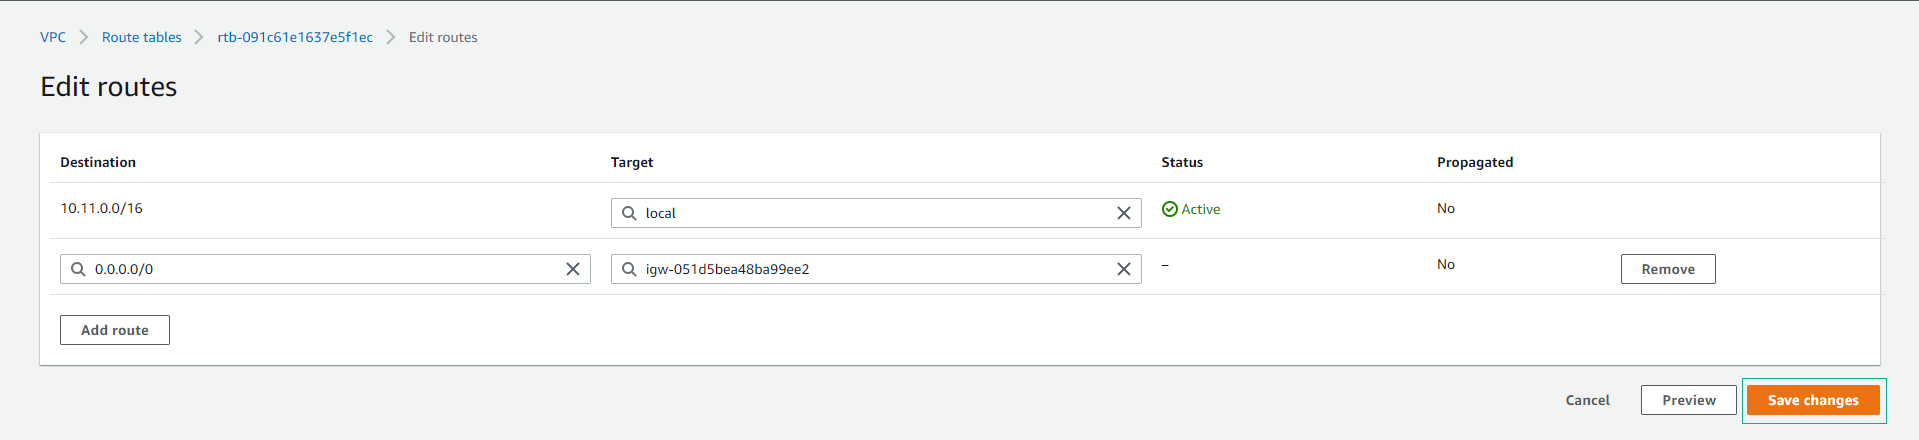 VPC > Route tables > rtb-091c61e1637e5f1ec > Edit routes
Edit routes
Destination Target Status Propagated
10.11.0.0/16 local Active No
0.0.0.0/0 igw-051d5bea48ba99ee2 – No Remove
Add route
Cancel Preview Save changes